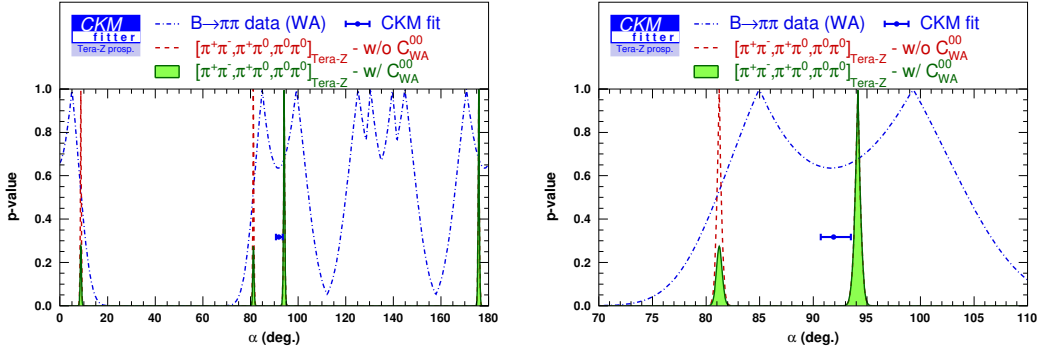 CKM
fitter
Tera-Z prosp.
B→ππ data (WA)
CKM fit
[π⁺π⁻,π⁺π⁰,π⁰π⁰]Tera-Z - w/o C⁰⁰WA
[π⁺π⁻,π⁺π⁰,π⁰π⁰]Tera-Z - w/ C⁰⁰WA
p-value
1.0
0.8
0.6
0.4
0.2
0.0
0 20 40 60 80 100 120 140 160 180
α (deg.)
CKM
fitter
Tera-Z prosp.
B→ππ data (WA)
CKM fit
[π⁺π⁻,π⁺π⁰,π⁰π⁰]Tera-Z - w/o C⁰⁰WA
[π⁺π⁻,π⁺π⁰,π⁰π⁰]Tera-Z - w/ C⁰⁰WA
p-value
1.0
0.8
0.6
0.4
0.2
0.0
70 75 80 85 90 95 100 105 110
α (deg.)